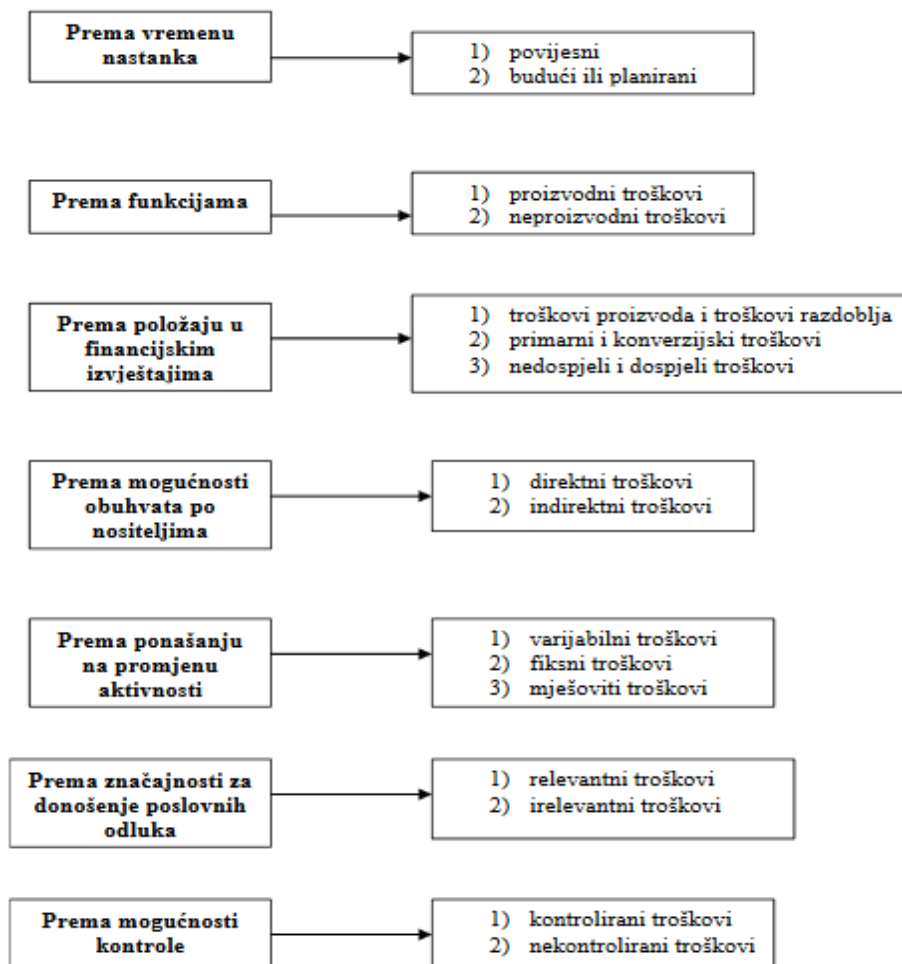 Prema vremenu
nastanka
1) povijesni
2) budući ili planirani
Prema funkcijama
1) proizvodni troškovi
2) neproizvodni troškovi
Prema položaju u
financijskim
izvještajima
1) troškovi proizvoda i troškovi razdoblja
2) primarni i konverzijski troškovi
3) nedospjeli i dospjeli troškovi
Prema mogućnosti
obuhvata po
nositeljima
1) direktni troškovi
2) indirektni troškovi
Prema ponašanju
na promjenu
aktivnosti
1) varijabilni troškovi
2) fiksni troškovi
3) mješoviti troškovi
Prema značajnosti za
donošenje poslovnih
odluka
1) relevantni troškovi
2) irelevantni troškovi
Prema mogućnosti
kontrole
1) kontrolirani troškovi
2) nekontrolirani troškovi